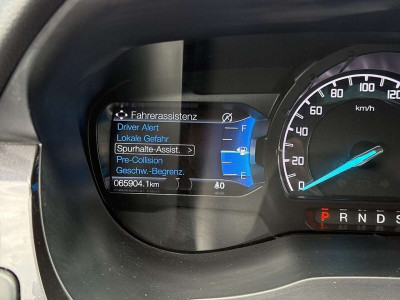 Fahrerassistenz
Driver Alert
Lokale Gefahr
Spurhalte-Assist. >
Pre-Collision
Geschw.-Begrenz.
065904.1km
F
E
0 20 40 60 80 100 120
km/h
P R N D S